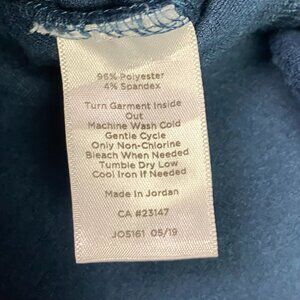 96% Polyester
4% Spandex
Turn Garment Inside
Out
Machine Wash Cold
Gentle Cycle
Only Non-Chlorine
Bleach When Needed
Tumble Dry Low
Cool Iron If Needed
Made In Jordan
CA #23147
JO5161 05/19